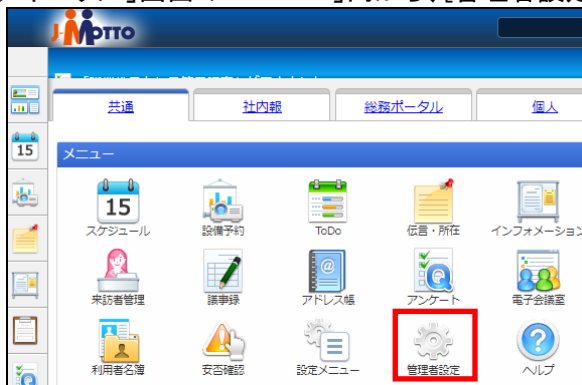 J-MOTTO
共通 社内報 総務ポータル 個人
メニュー
15
15
スケジュール 設備予約 ToDo 伝言・所在 インフォメーション
来訪者管理 議事録 アドレス帳 アンケート 電子会議室
利用者名簿 安否確認 設定メニュー 管理者設定 ヘルプ